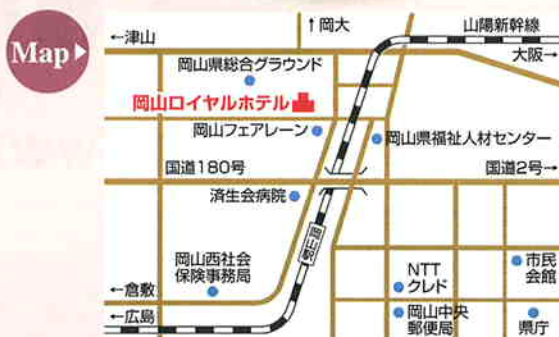 Map
←津山
↑岡大
山陽新幹線
大阪→
岡山県総合グラウンド
岡山ロイヤルホテル
岡山フェアレーン
岡山県福祉人材センター
国道180号
国道2号→
済生会病院
岡山駅
岡山西社会
保険事務局
NTT
クレド
市民
会館
←倉敷
←広島
岡山中央
郵便局
県庁